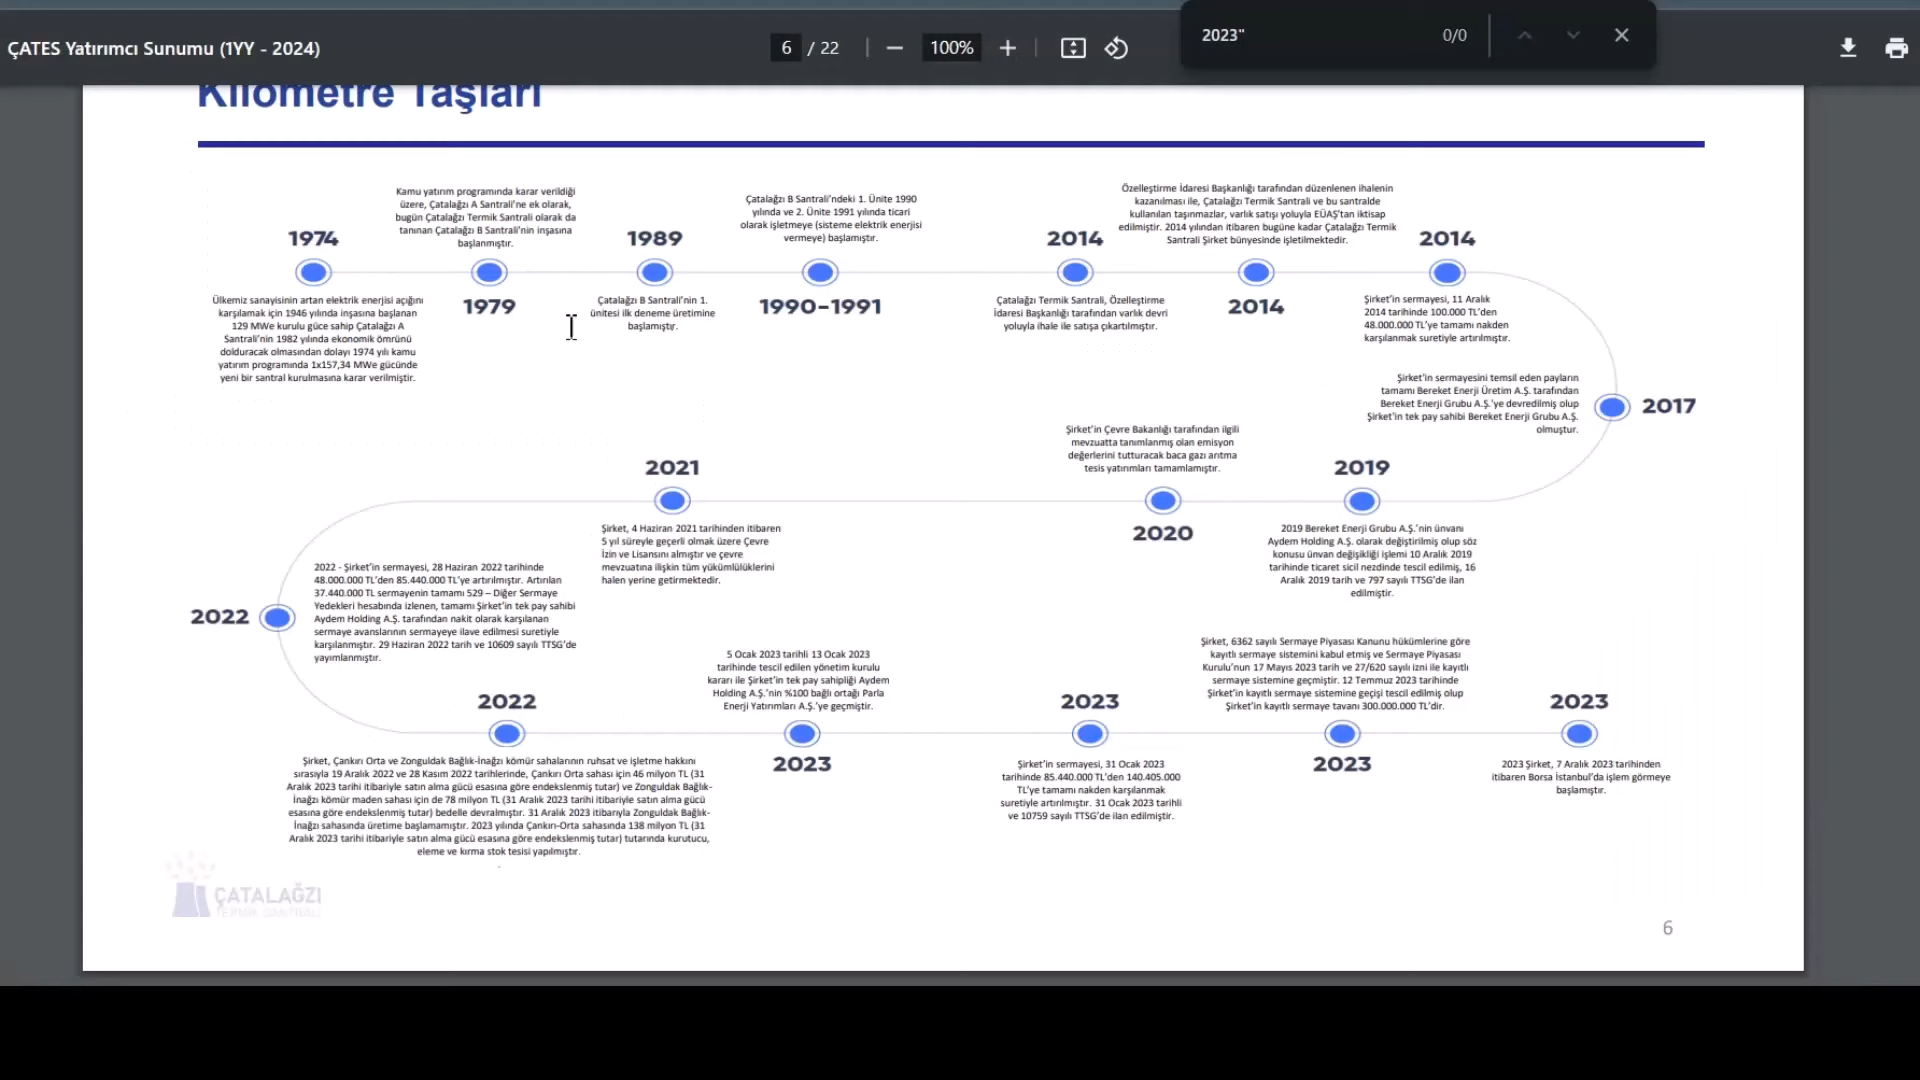 ÇATES Yatırımcı Sunumu (1YY - 2024)
6 / 22
100%
2023"
0/0
Kilometre Taşları
1974
Ülkemiz sanayisinin artan elektrik enerjisi açığını
karşılamak için 1946 yılında inşasına başlanan
129 MWe kurulu güce sahip Çatalağzı A
Santrali'nin 1982 yılında ekonomik ömrünü
dolduracak olmasından dolayı 1974 yılı kamu
yatırım programında 1x157,34 MWe gücünde
yeni bir santral kurulmasına karar verilmiştir.
Kamu yatırım programında karar verildiği
üzere, Çatalağzı A Santrali'ne ek olarak,
bugün Çatalağzı Termik Santrali olarak da
tanınan Çatalağzı B Santrali'nin inşasına
başlanmıştır.
1979
1989
Çatalağzı B Santrali'nin 1.
ünitesi ilk deneme üretimine
başlamıştır.
Çatalağzı B Santrali'ndeki 1. Ünite 1990
yılında ve 2. Ünite 1991 yılında ticari
olarak işletmeye (sisteme elektrik enerjisi
vermeye) başlamıştır.
1990-1991
2014
Çatalağzı Termik Santrali, Özelleştirme
İdaresi Başkanlığı tarafından varlık devri
yoluyla ihale ile satışa çıkartılmıştır.
Özelleştirme İdaresi Başkanlığı tarafından düzenlenen ihalenin
kazanılması ile, Çatalağzı Termik Santrali ve bu santralde
kullanılan taşınmazlar, varlık satışı yoluyla EÜAŞ'tan iktisap
edilmiştir. 2014 yılından itibaren bugüne kadar Çatalağzı Termik
Santrali Şirket bünyesinde işletilmektedir.
2014
2014
Şirket'in sermayesi, 11 Aralık
2014 tarihinde 100.000 TL'den
48.000.000 TL'ye tamamı nakden
karşılanmak suretiyle artırılmıştır.
Şirket'in sermayesini temsil eden payların
tamamı Bereket Enerji Üretim A.Ş. tarafından
Bereket Enerji Grubu A.Ş.'ye devredilmiş olup
Şirket'in tek pay sahibi Bereket Enerji Grubu A.Ş.
olmuştur.
2017
2019
2019 Bereket Enerji Grubu A.Ş.'nin ünvanı
Aydem Holding A.Ş. olarak değiştirilmiş olup söz
konusu ünvan değişikliği işlemi 10 Aralık 2019
tarihinde ticaret sicil nezdinde tescil edilmiş, 16
Aralık 2019 tarih ve 797 sayılı TTSG'de ilan
edilmiştir.
Şirket'in Çevre Bakanlığı tarafından ilgili
mevzuatta tanımlanmış olan emisyon
değerlerini tutturacak baca gazı arıtma
tesis yatırımları tamamlamıştır.
2020
2021
Şirket, 4 Haziran 2021 tarihinden itibaren
5 yıl süreyle geçerli olmak üzere Çevre
İzin ve Lisansını almıştır ve çevre
mevzuatına ilişkin tüm yükümlülüklerini
halen yerine getirmektedir.
2022
2022 - Şirket'in sermayesi, 28 Haziran 2022 tarihinde
48.000.000 TL'den 85.440.000 TL'ye artırılmıştır. Artırılan
37.440.000 TL sermayenin tamamı 529 – Diğer Sermaye
Yedekleri hesabında izlenen, tamamı Şirket'in tek pay sahibi
Aydem Holding A.Ş. tarafından nakit olarak karşılanan
sermaye avanslarının sermayeye ilave edilmesi suretiyle
karşılanmıştır. 29 Haziran 2022 tarih ve 10609 sayılı TTSG'de
yayımlanmıştır.
2022
Şirket, Çankırı Orta ve Zonguldak Bağlık-İnağzı kömür sahalarının ruhsat ve işletme hakkını
sırasıyla 19 Aralık 2022 ve 28 Kasım 2022 tarihlerinde, Çankırı Orta sahası için 46 milyon TL (31
Aralık 2023 tarihi itibariyle satın alma gücü esasına göre endekslenmiş tutar) ve Zonguldak Bağlık-
İnağzı kömür maden sahası için de 78 milyon TL (31 Aralık 2023 tarihi itibariyle satın alma gücü
esasına göre endekslenmiş tutar) bedelle devralmıştır. 31 Aralık 2023 itibarıyla Zonguldak Bağlık-
İnağzı sahasında üretime başlamamıştır. 2023 yılında Çankırı-Orta sahasında 138 milyon TL (31
Aralık 2023 tarihi itibariyle satın alma gücü esasına göre endekslenmiş tutar) tutarında kurutucu,
eleme ve kırma stok tesisi yapılmıştır.
5 Ocak 2023 tarihli 13 Ocak 2023
tarihinde tescil edilen yönetim kurulu
kararı ile Şirket'in tek pay sahipliği Aydem
Holding A.Ş.'nin %100 bağlı ortağı Parla
Enerji Yatırımları A.Ş.'ye geçmiştir.
2023
2023
Şirket'in sermayesi, 31 Ocak 2023
tarihinde 85.440.000 TL'den 140.405.000
TL'ye tamamı nakden karşılanmak
suretiyle artırılmıştır. 31 Ocak 2023 tarihli
ve 10759 sayılı TTSG'de ilan edilmiştir.
Şirket, 6362 sayılı Sermaye Piyasası Kanunu hükümlerine göre
kayıtlı sermaye sistemini kabul etmiş ve Sermaye Piyasası
Kurulu'nun 17 Mayıs 2023 tarih ve 27/620 sayılı izni ile kayıtlı
sermaye sistemine geçmiştir. 12 Temmuz 2023 tarihinde
Şirket'in kayıtlı sermaye sistemine geçişi tescil edilmiş olup
Şirket'in kayıtlı sermaye tavanı 300.000.000 TL'dir.
2023
2023
2023 Şirket, 7 Aralık 2023 tarihinden
itibaren Borsa İstanbul'da işlem görmeye
başlamıştır.
ÇATALAĞZI
TERMİK SANTRALİ
6